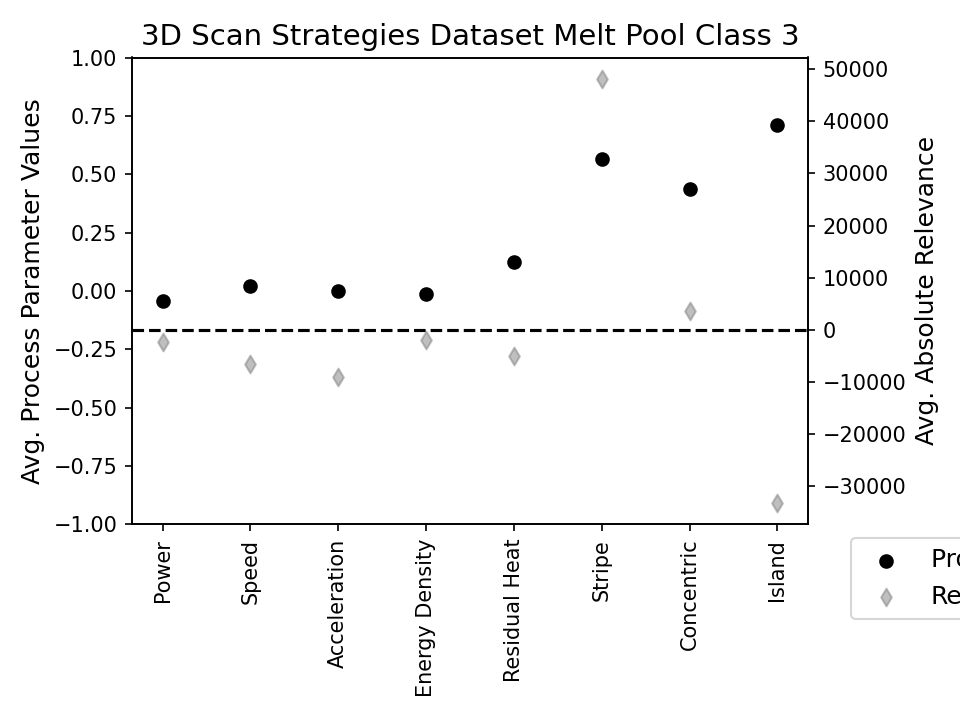 3D Scan Strategies Dataset Melt Pool Class 3
Avg. Process Parameter Values
1.00
0.75
0.50
0.25
0.00
−0.25
−0.50
−0.75
−1.00
50000
40000
30000
20000
10000
0
−10000
−20000
−30000
Avg. Absolute Relevance
Power
Speed
Acceleration
Energy Density
Residual Heat
Stripe
Concentric
Island
Pro
Re